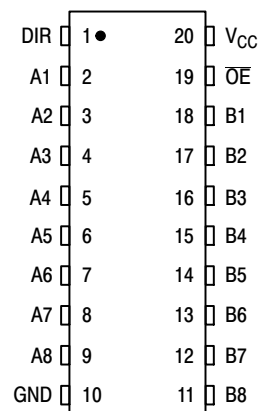 DIR 1 20 V_CC
A1 2 19 O̅E̅
A2 3 18 B1
A3 4 17 B2
A4 5 16 B3
A5 6 15 B4
A6 7 14 B5
A7 8 13 B6
A8 9 12 B7
GND 10 11 B8